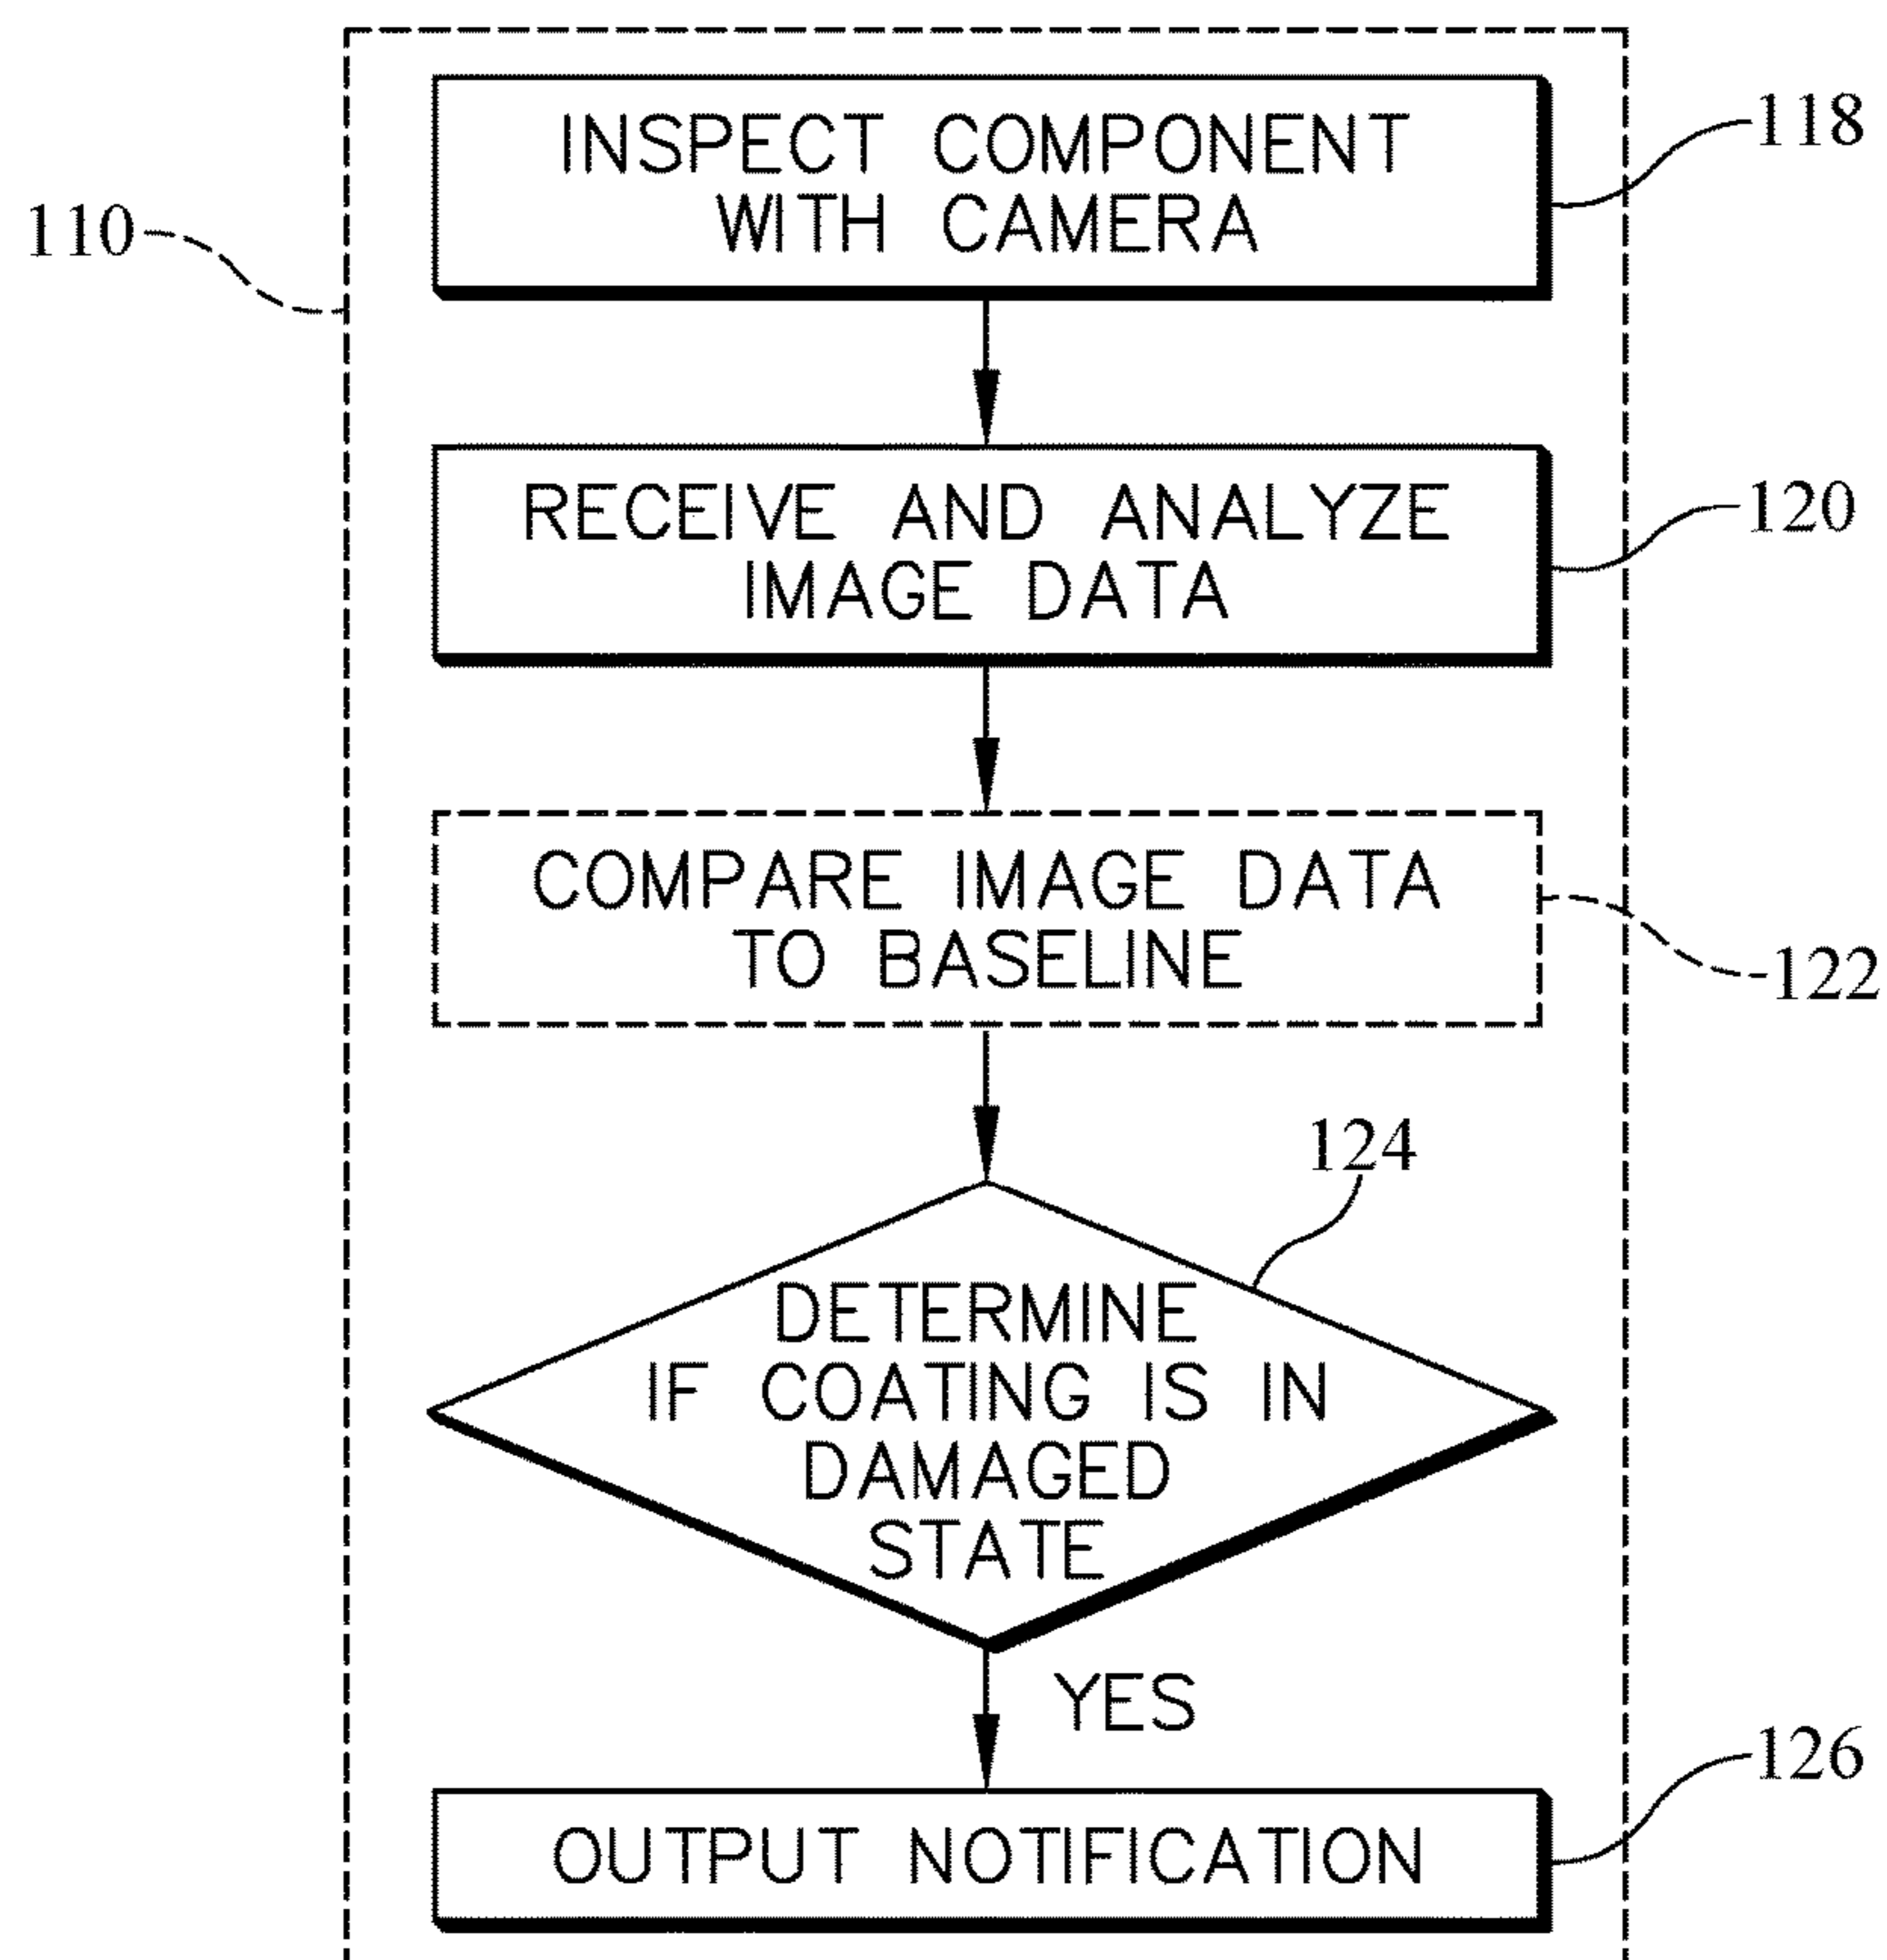 INSPECT COMPONENT
WITH CAMERA
118
110
RECEIVE AND ANALYZE
IMAGE DATA
120
COMPARE IMAGE DATA
TO BASELINE
122
124
DETERMINE
IF COATING IS IN
DAMAGED
STATE
YES
126
OUTPUT NOTIFICATION